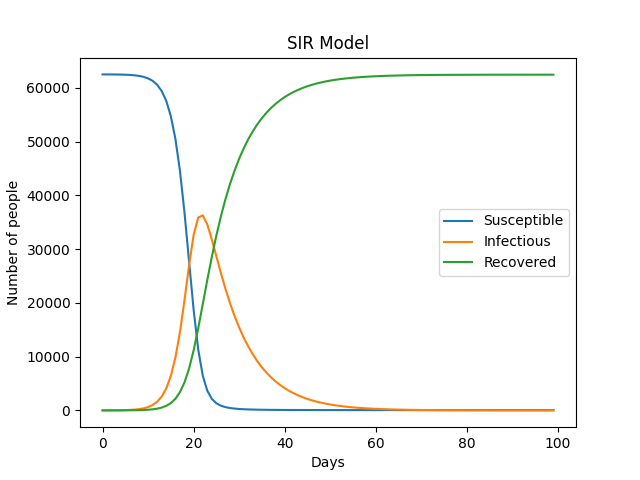 SIR Model
Number of people
60000
50000
40000
30000
20000
10000
0
Susceptible
Infectious
Recovered
0 20 40 60 80 100
Days